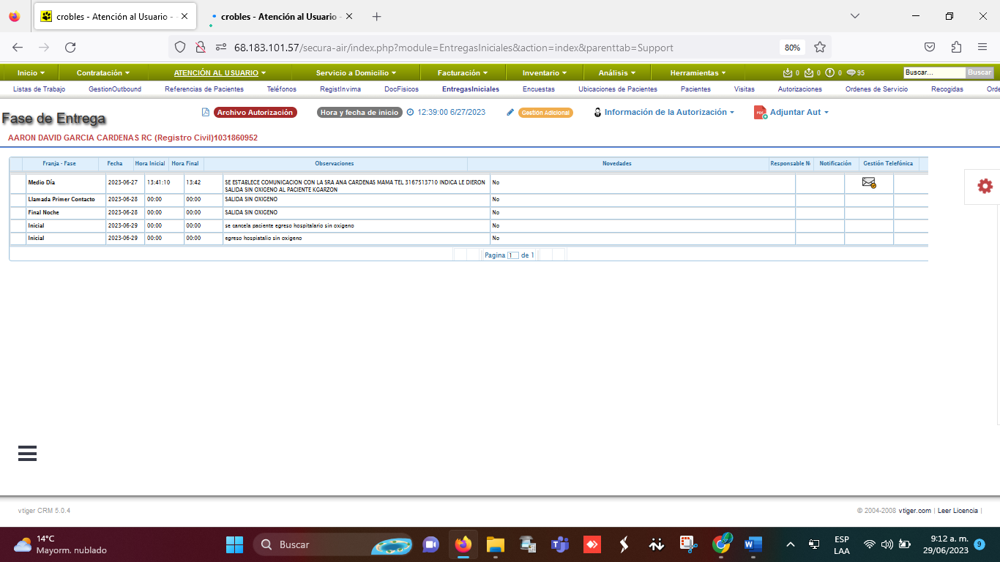 crobles - Atención al Usuario -
crobles - Atención al Usuario -
68.183.101.57/secura-air/index.php?module=EntregasIniciales&action=index&parenttab=Support
80%
Inicio Contratación ATENCIÓN AL USUARIO Servicio a Domicilio Facturación Inventario Análisis Herramientas 0 0 0 95 Buscar... Buscar
Listas de Trabajo GestionOutbound Referencias de Pacientes Teléfonos RegistInvima DocFisicos EntregasIniciales Encuestas Ubicaciones de Pacientes Pacientes Visitas Autorizaciones Ordenes de Servicio Recogidas Orde
Fase de Entrega
Archivo Autorización Hora y fecha de inicio 12:39:00 6/27/2023 Gestión Adicional Información de la Autorización PDF Adjuntar Aut
AARON DAVID GARCIA CARDENAS RC (Registro Civil)1031860952
Franja - Fase Fecha Hora Inicial Hora Final Observaciones Novedades Responsable N Notificación Gestión Telefónica
Medio Día 2023-06-27 13:41:10 13:42 SE ESTABLECE COMUNICACION CON LA SRA ANA CARDENAS MAMA TEL 3167513710 INDICA LE DIERON No
SALIDA SIN OXIGENO AL PACIENTE KGARZON
Llamada Primer Contacto 2023-06-28 00:00 00:00 SALIDA SIN OXIGENO No
Final Noche 2023-06-28 00:00 00:00 SALIDA SIN OXIGENO No
Inicial 2023-06-29 00:00 00:00 se cancela paciente egreso hospitalario sin oxigeno No
Inicial 2023-06-29 00:00 00:00 egreso hospiatalio sin oxigeno No
Pagina 1 de 1
vtiger CRM 5.0.4
© 2004-2008 vtiger.com | Leer Licencia |
14°C
Mayorm. nublado
Buscar
ESP
LAA
9:12 a. m.
29/06/2023
9